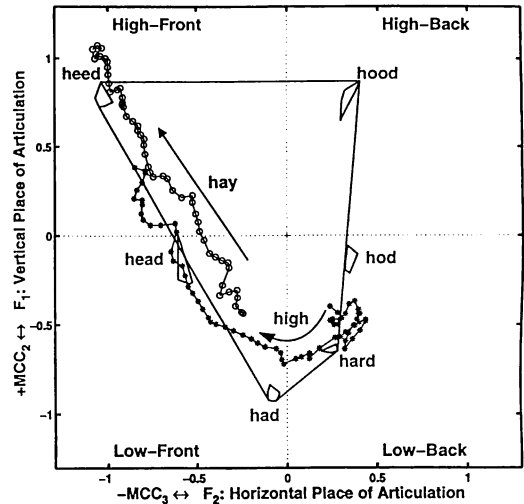 High-Front
High-Back
1
heed
hood
0.5
hay
0
head
hod
high
-0.5
hard
had
-1
Low-Front
Low-Back
-1
-0.5
0
0.5
1
+MCC2 ↔ F1: Vertical Place of Articulation
-MCC3 ↔ F2: Horizontal Place of Articulation